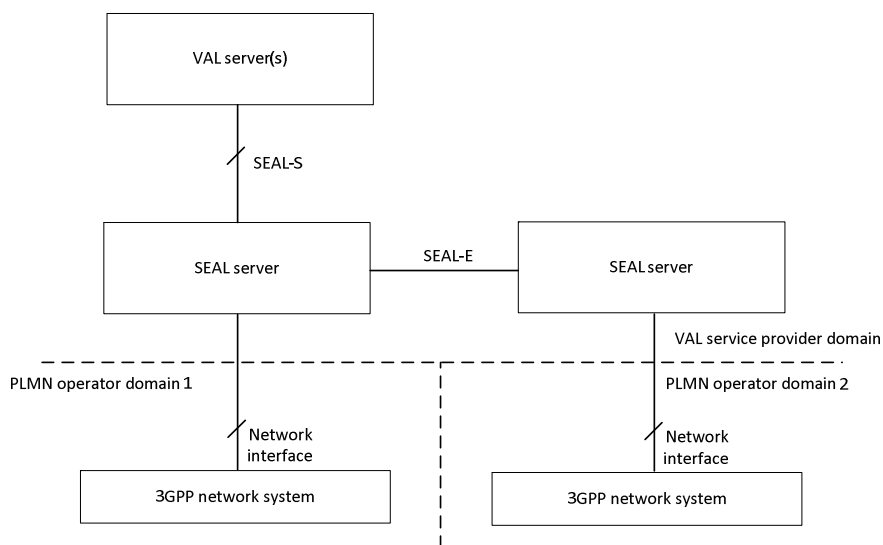 VAL server(s)
SEAL-S
SEAL server
SEAL-E
SEAL server
VAL service provider domain
PLMN operator domain 1
PLMN operator domain 2
Network
interface
Network
interface
3GPP network system
3GPP network system